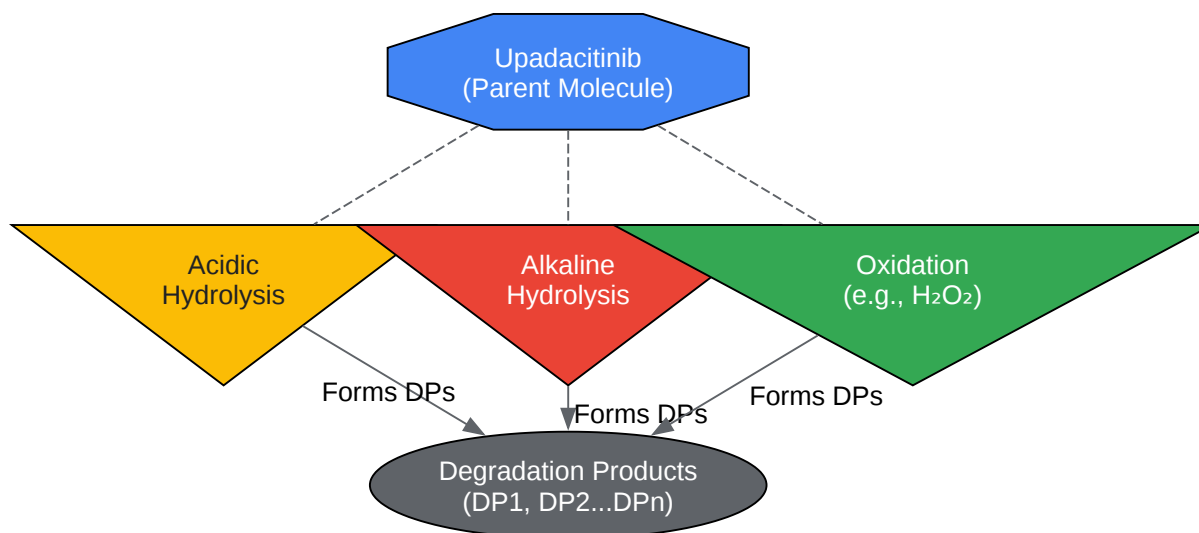 Upadacitinib
(Parent Molecule)
Acidic
Hydrolysis
Alkaline
Hydrolysis
Oxidation
(e.g., H₂O₂)
Forms DPs
Forms DPs
Forms DPs
Degradation Products
(DP1, DP2...DPn)